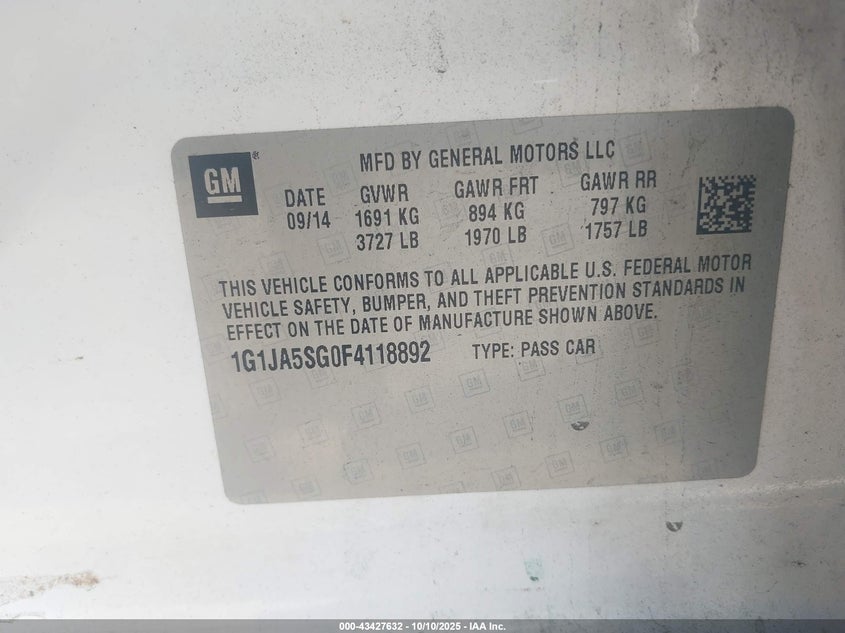 GM
MFD BY GENERAL MOTORS LLC
DATE GVWR GAWR FRT GAWR RR
09/14 1691 KG 894 KG 797 KG
3727 LB 1970 LB 1757 LB
THIS VEHICLE CONFORMS TO ALL APPLICABLE U.S. FEDERAL MOTOR
VEHICLE SAFETY, BUMPER, AND THEFT PREVENTION STANDARDS IN
EFFECT ON THE DATE OF MANUFACTURE SHOWN ABOVE.
1G1JA5SG0F4118892 TYPE: PASS CAR
000-43427632 - 10/10/2025 - IAA Inc.